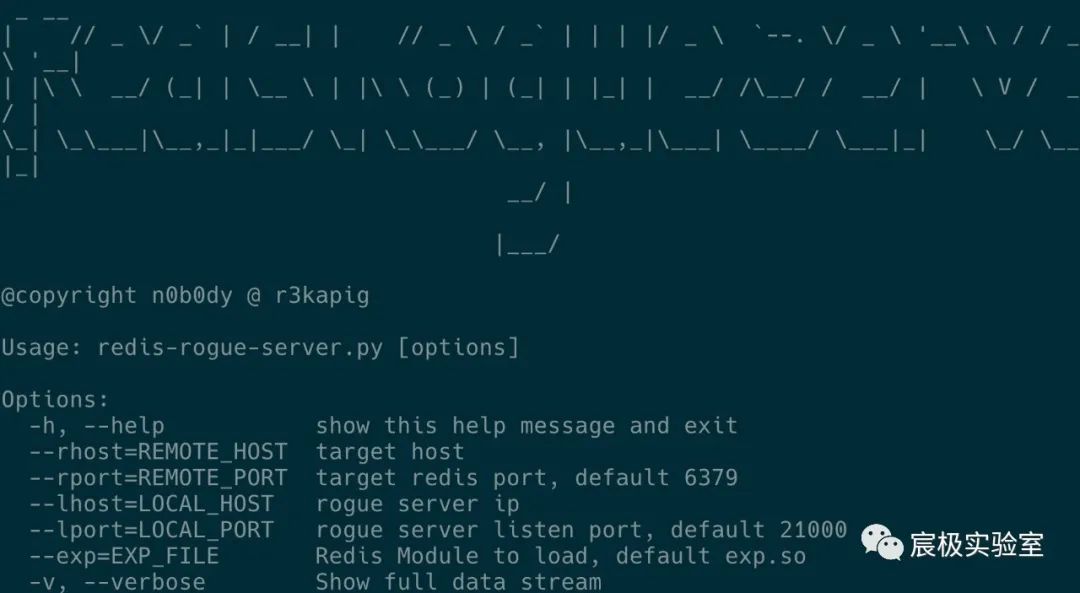 @copyright n0b0dy @ r3kapig
Usage: redis-rogue-server.py [options]
Options:
-h, --help show this help message and exit
--rhost=REMOTE_HOST target host
--rport=REMOTE_PORT target redis port, default 6379
--lhost=LOCAL_HOST rogue server ip
--lport=LOCAL_PORT rogue server listen port, default 21000
--exp=EXP_FILE Redis Module to load, default exp.so
-v, --verbose Show full data stream
宸极实验室